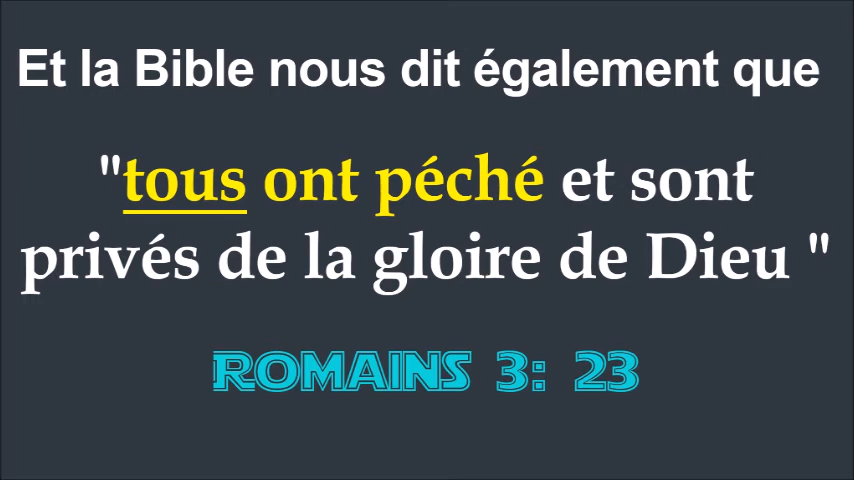 Et la Bible nous dit également que
"tous ont péché et sont
privés de la gloire de Dieu "
ROMAINS 3: 23